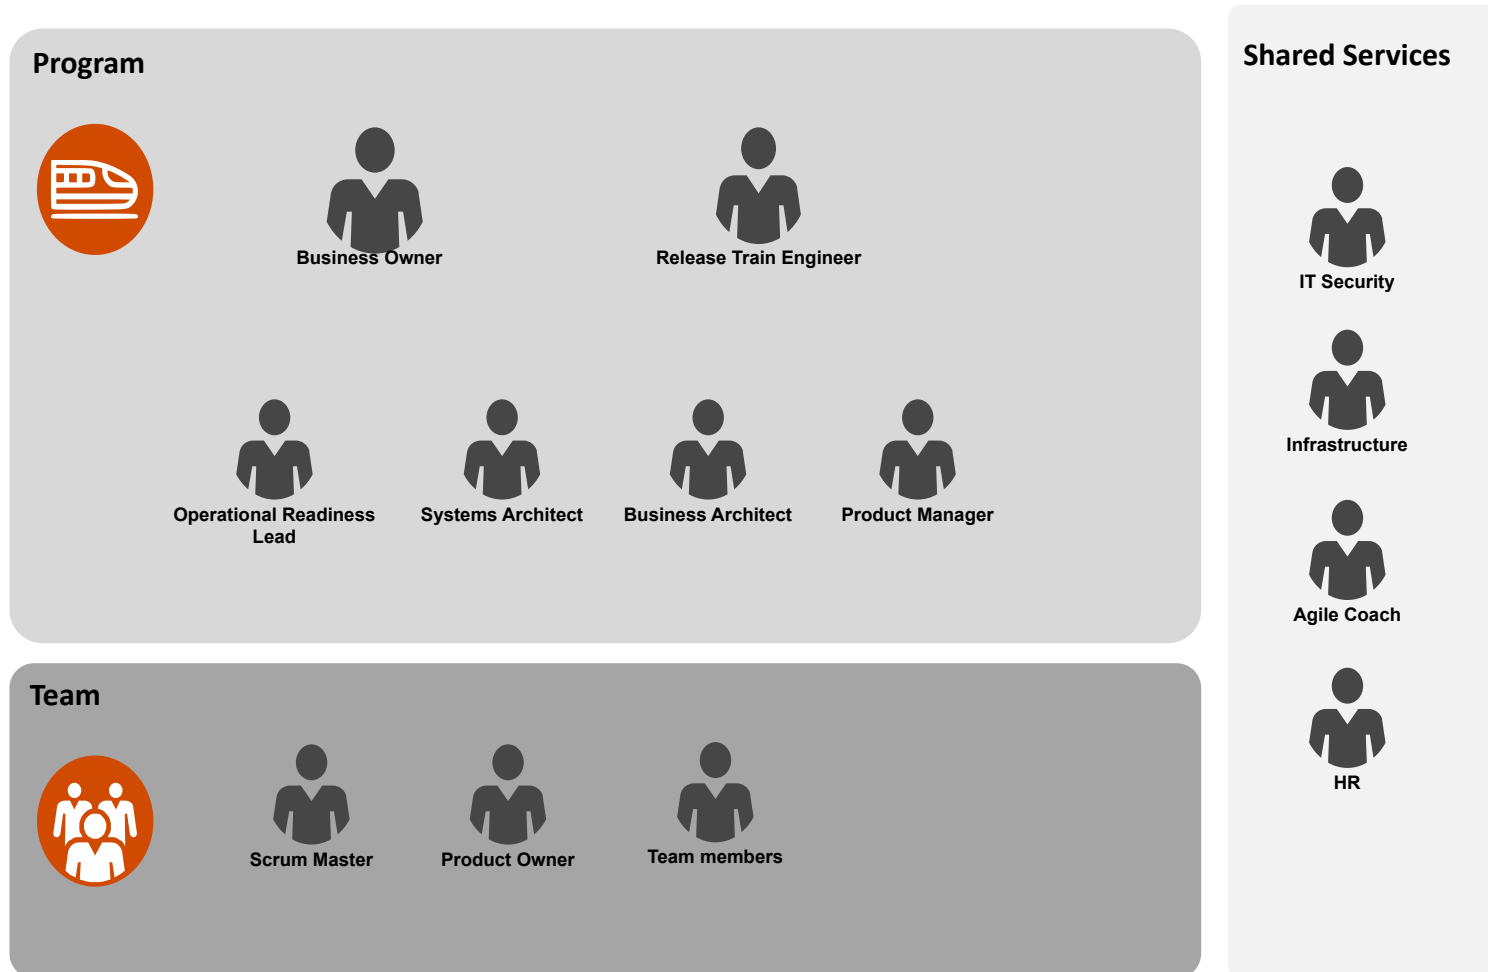 Program
Business Owner
Release Train Engineer
Operational Readiness
Lead
Systems Architect
Business Architect
Product Manager
Team
Scrum Master
Product Owner
Team members
Shared Services
IT Security
Infrastructure
Agile Coach
HR